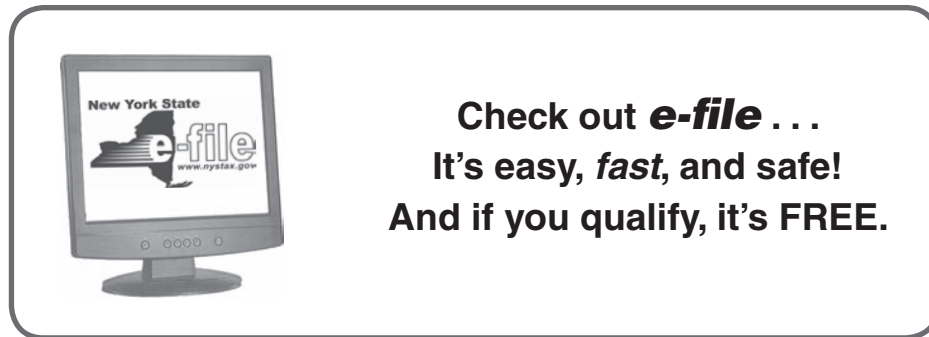 New York State
e-file
www.nystax.gov
Check out e-file . . .
It’s easy, fast, and safe!
And if you qualify, it’s FREE.